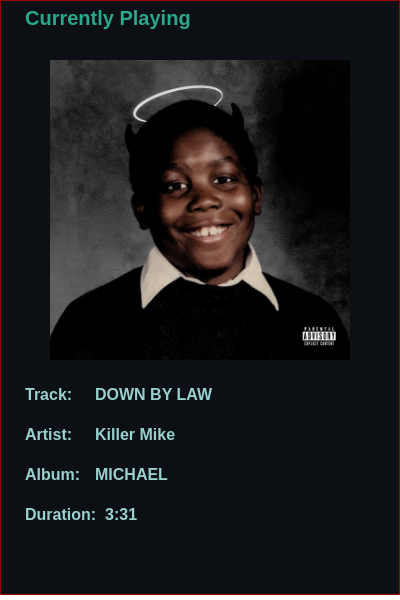 Currently Playing
PARENTAL
ADVISORY
EXPLICIT CONTENT
Track: DOWN BY LAW
Artist: Killer Mike
Album: MICHAEL
Duration: 3:31